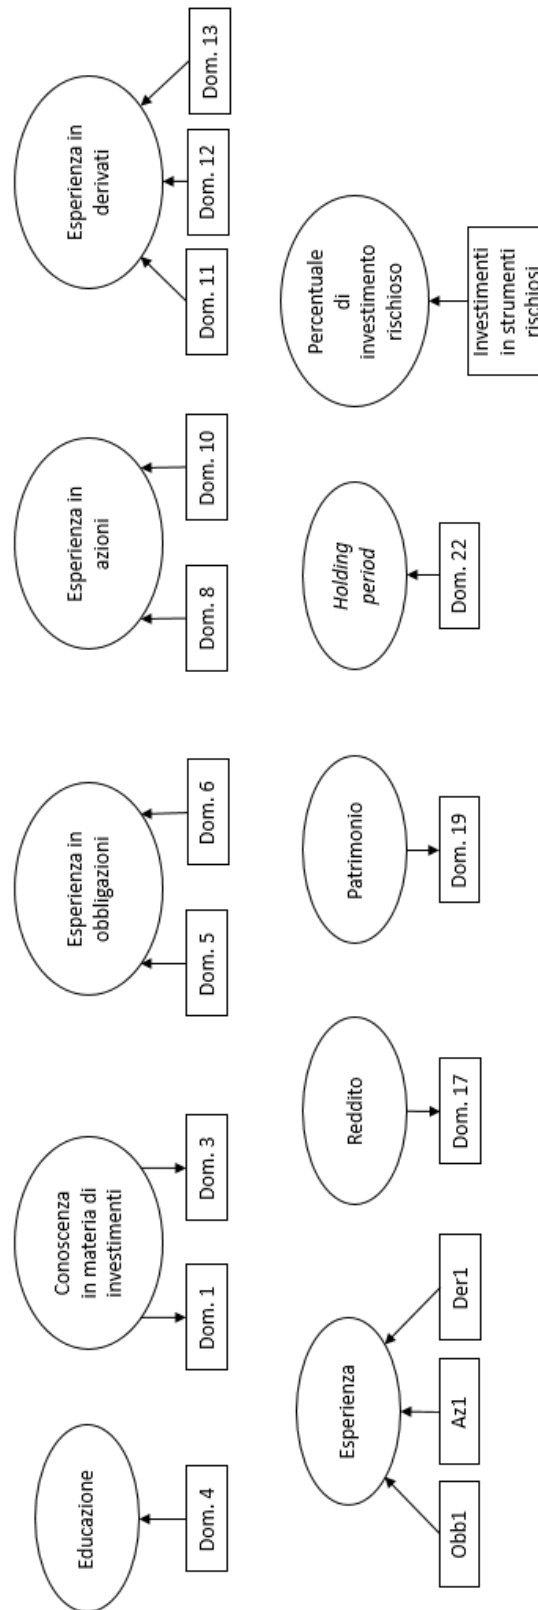 Educazione
Dom. 4
Conoscenza
in materia di
investimenti
Dom. 1
Dom. 3
Esperienza in
obbligazioni
Dom. 5
Dom. 6
Esperienza in
azioni
Dom. 8
Dom. 10
Esperienza in
derivati
Dom. 11
Dom. 12
Dom. 13
Esperienza
Obb1
Az1
Der1
Reddito
Dom. 17
Patrimonio
Dom. 19
Holding
period
Dom. 22
Percentuale
di
investimento
rischioso
Investimenti
in strumenti
rischiosi